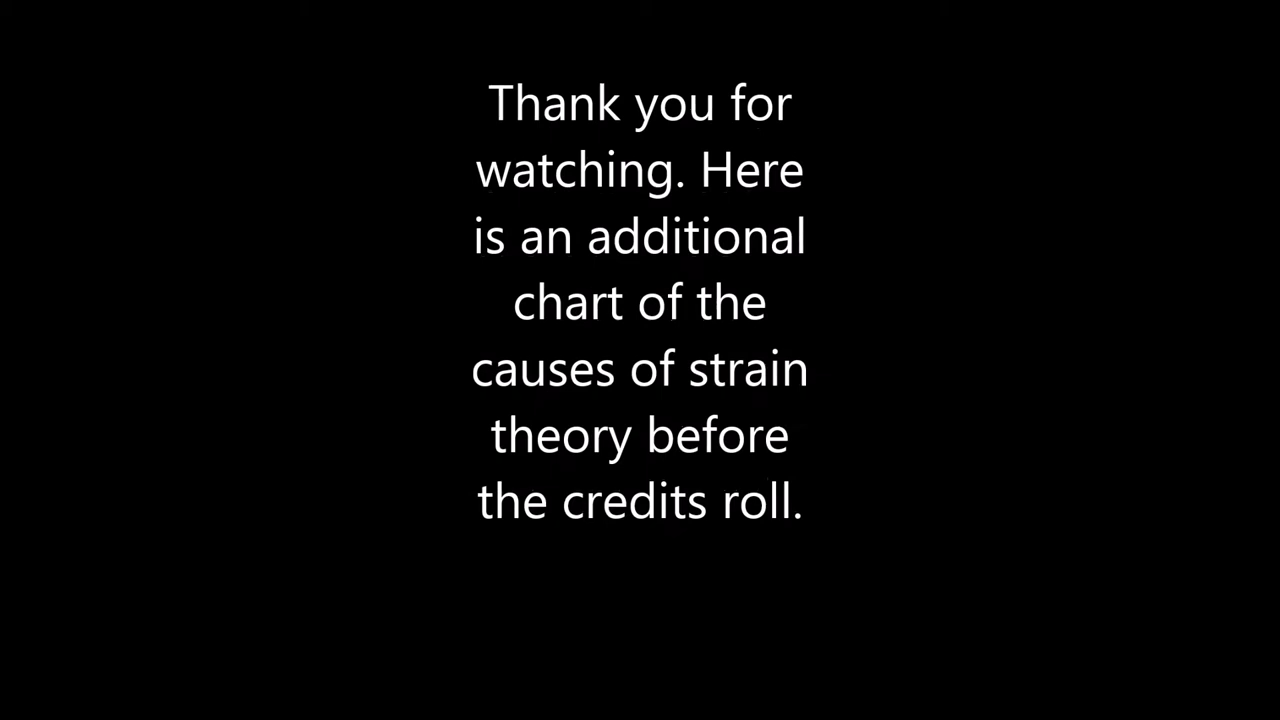 Thank you for
watching. Here
is an additional
chart of the
causes of strain
theory before
the credits roll.